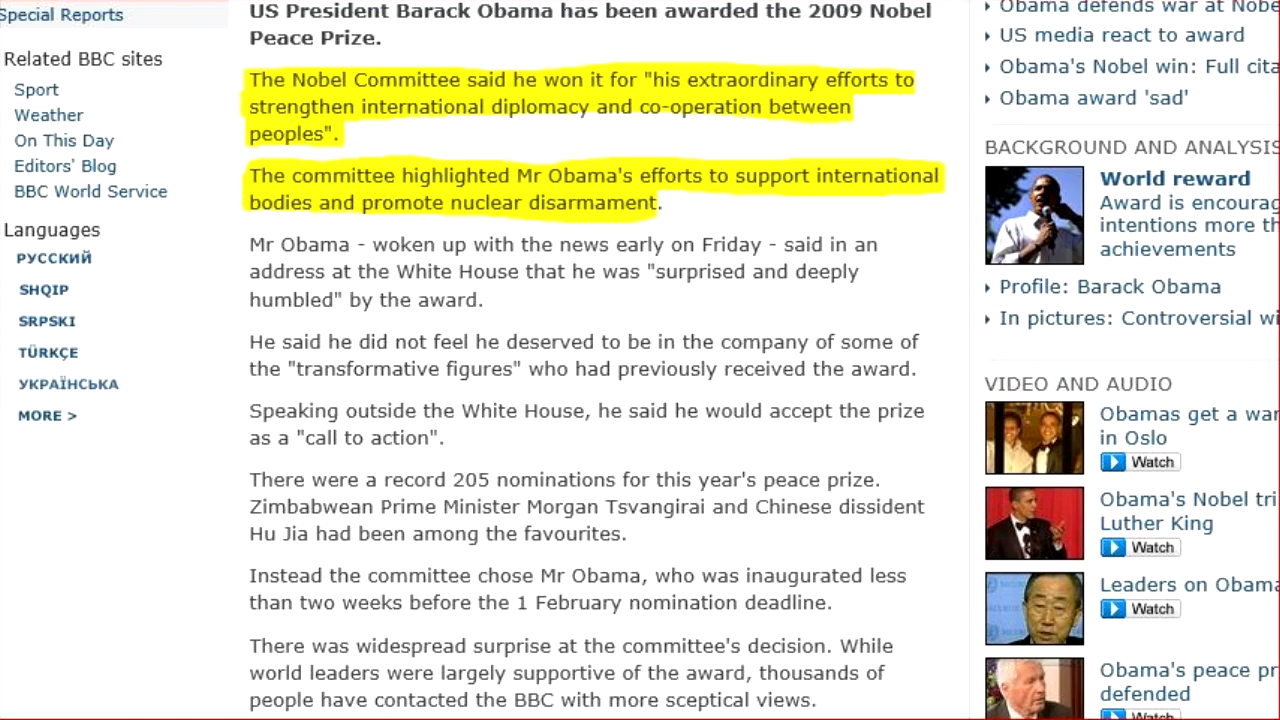 Special Reports
Related BBC sites
Sport
Weather
On This Day
Editors' Blog
BBC World Service
Languages
РУССКИЙ
SHQIP
SRPSKI
TÜRKÇE
УКРАЇНСЬКА
MORE >
US President Barack Obama has been awarded the 2009 Nobel
Peace Prize.
The Nobel Committee said he won it for "his extraordinary efforts to
strengthen international diplomacy and co-operation between
peoples".
The committee highlighted Mr Obama's efforts to support international
bodies and promote nuclear disarmament.
Mr Obama - woken up with the news early on Friday - said in an
address at the White House that he was "surprised and deeply
humbled" by the award.
He said he did not feel he deserved to be in the company of some of
the "transformative figures" who had previously received the award.
Speaking outside the White House, he said he would accept the prize
as a "call to action".
There were a record 205 nominations for this year's peace prize.
Zimbabwean Prime Minister Morgan Tsvangirai and Chinese dissident
Hu Jia had been among the favourites.
Instead the committee chose Mr Obama, who was inaugurated less
than two weeks before the 1 February nomination deadline.
There was widespread surprise at the committee's decision. While
world leaders were largely supportive of the award, thousands of
people have contacted the BBC with more sceptical views.
Obama defends war at
US media react to award
Obama's Nobel win: Full
Obama award 'sad'
BACKGROUND AND ANALYSIS
World reward
Award is
intentions more
achievements
Profile: Barack Obama
In pictures: Controversial
VIDEO AND AUDIO
Obamas get a
in Oslo
Watch
Obama's Nobel
Luther King
Watch
Leaders on Obama
Watch
Obama's peace
defended
Watch